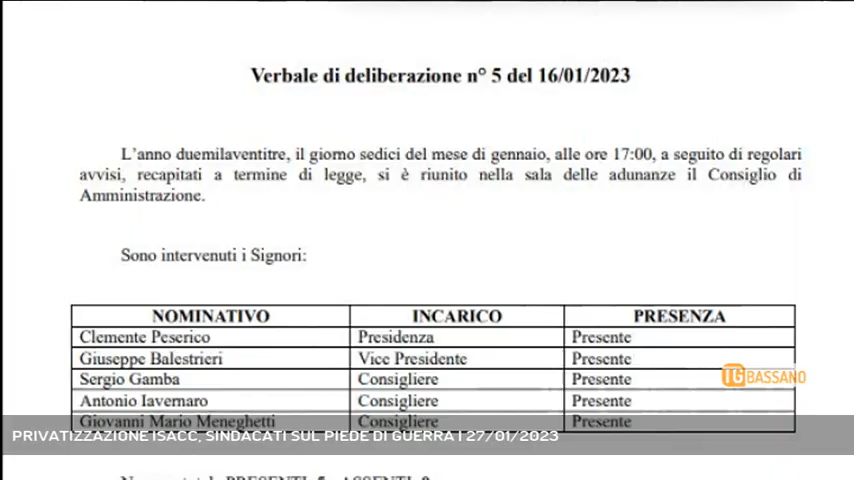 Verbale di deliberazione n° 5 del 16/01/2023
L'anno duemilaventitre, il giorno sedici del mese di gennaio, alle ore 17:00, a seguito di regolari
avvisi, recapitati a termine di legge, si è riunito nella sala delle adunanze il Consiglio di
Amministrazione.
Sono intervenuti i Signori:
NOMINATIVO INCARICO PRESENZA
Clemente Peserico Presidenza Presente
Giuseppe Balestrieri Vice Presidente Presente
Sergio Gamba Consigliere Presente
TG BASSANO
Antonio Iavernaro Consigliere Presente
Giovanni Mario Meneghetti Consigliere Presente
PRIVATIZZAZIONE ISACC, SINDACATI SUL PIEDE DI GUERRA | 27/01/2023